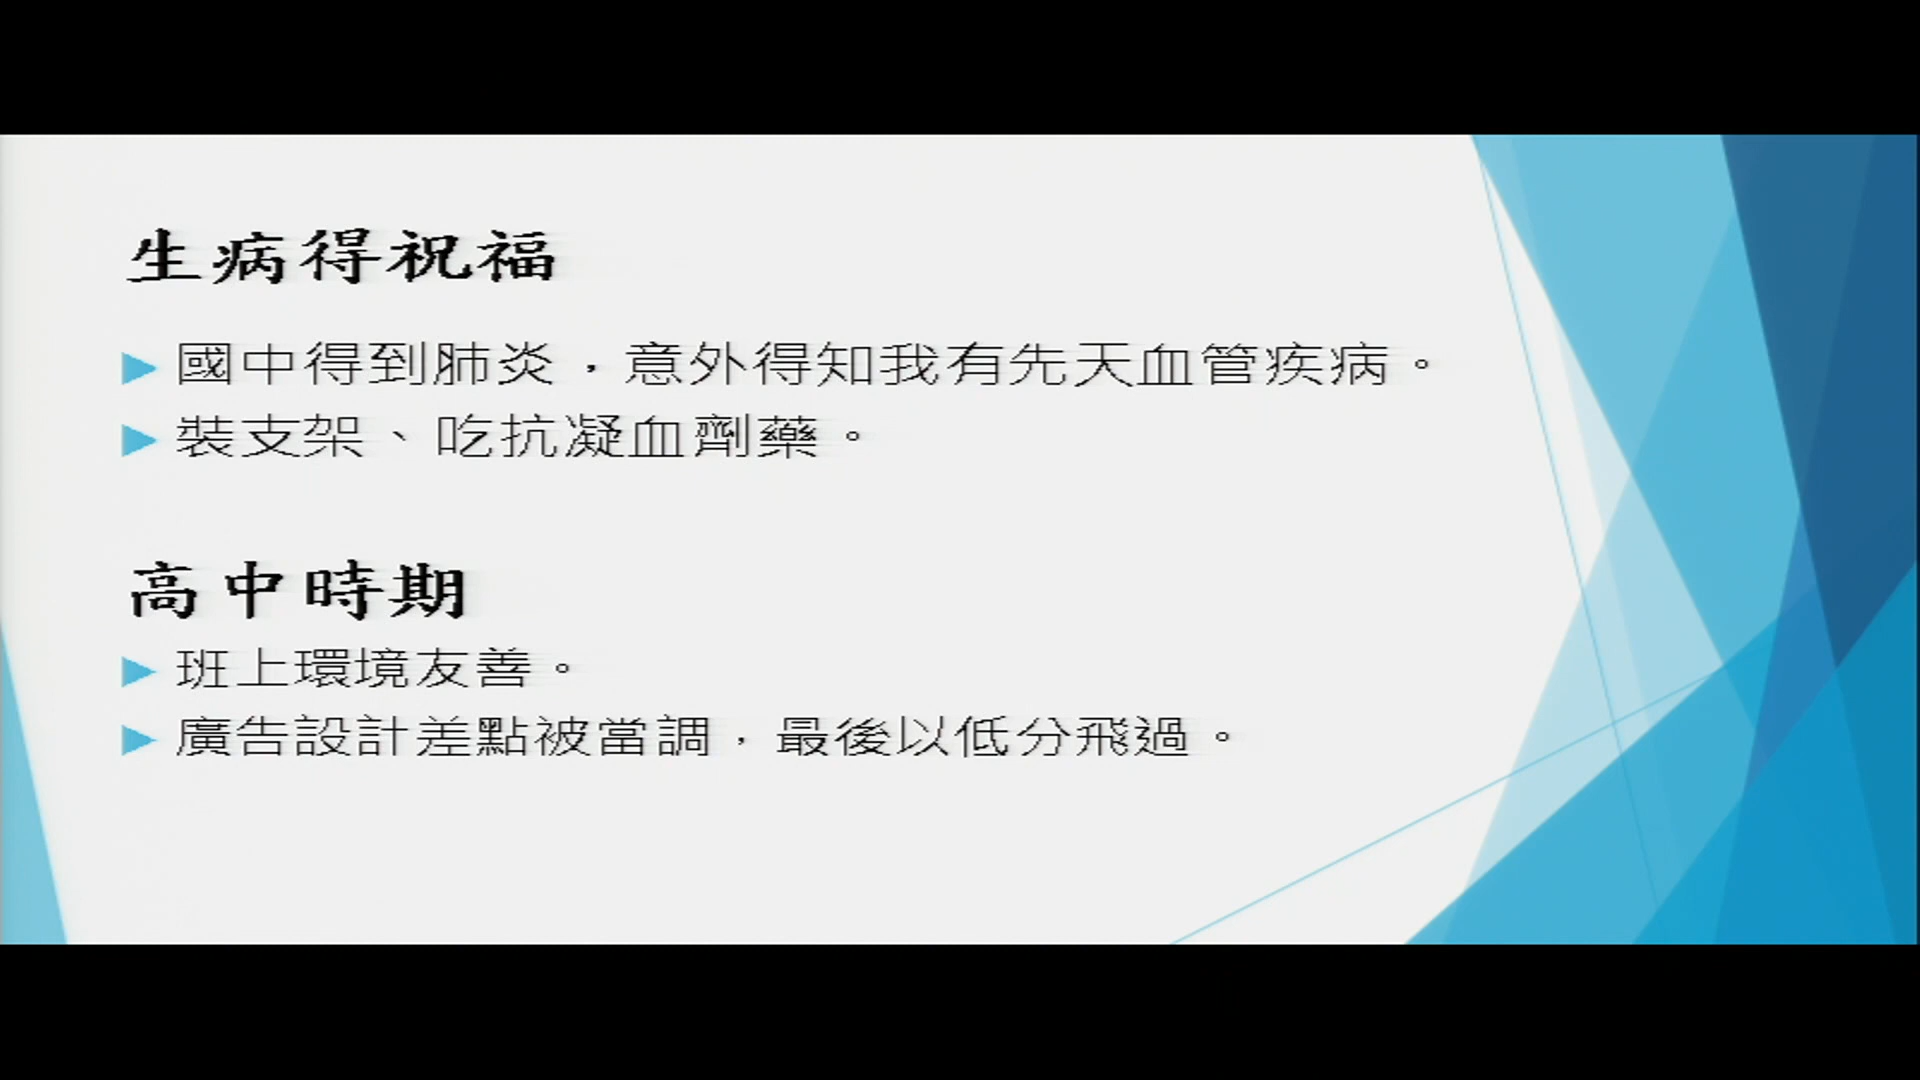 生病得祝福
國中得到肺炎，意外得知我有先天血管疾病。
裝支架、吃抗凝血劑藥。
高中時期
班上環境友善。
廣告設計差點被當調，最後以低分飛過。